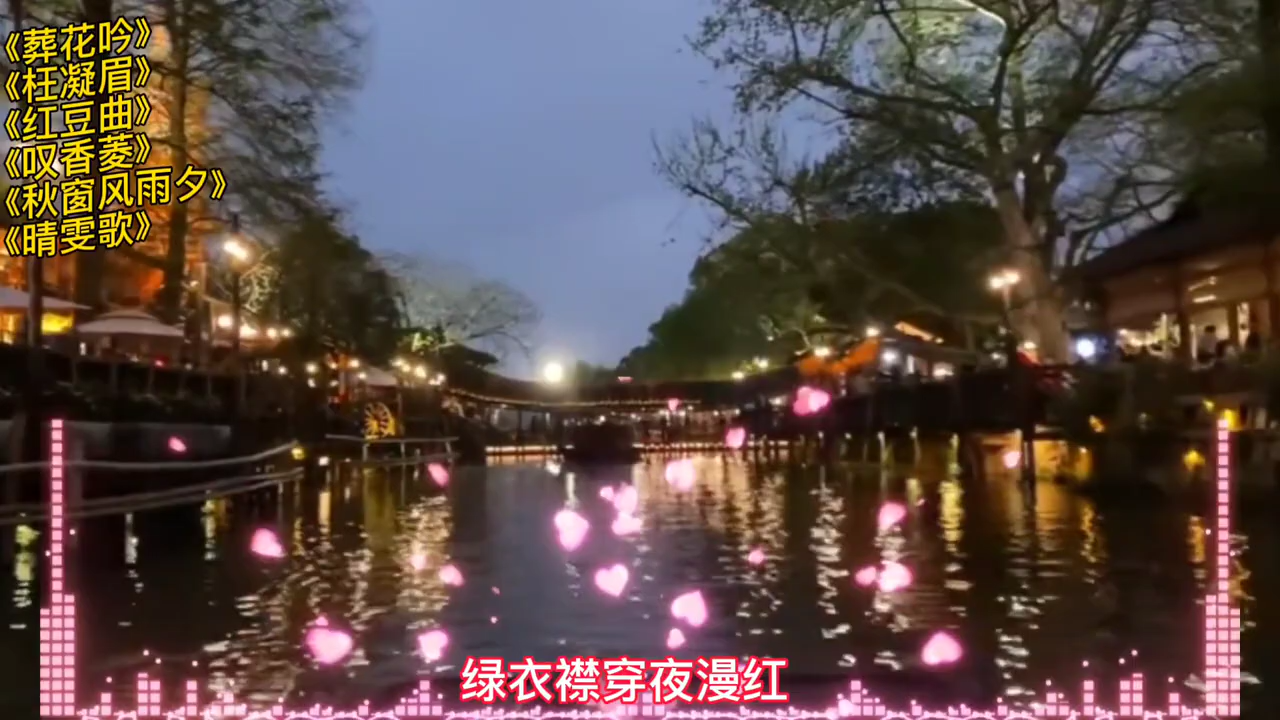 《葬花吟》
《枉凝眉》
《红豆曲》
《叹香菱》
《秋窗风雨夕》
《晴雯歌》
绿衣襟穿夜漫红